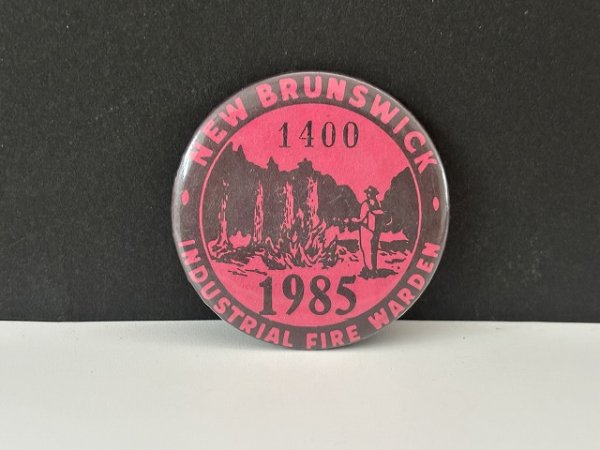 NEW BRUNSWICK
1400
1985
INDUSTRIAL FIRE WARDEN